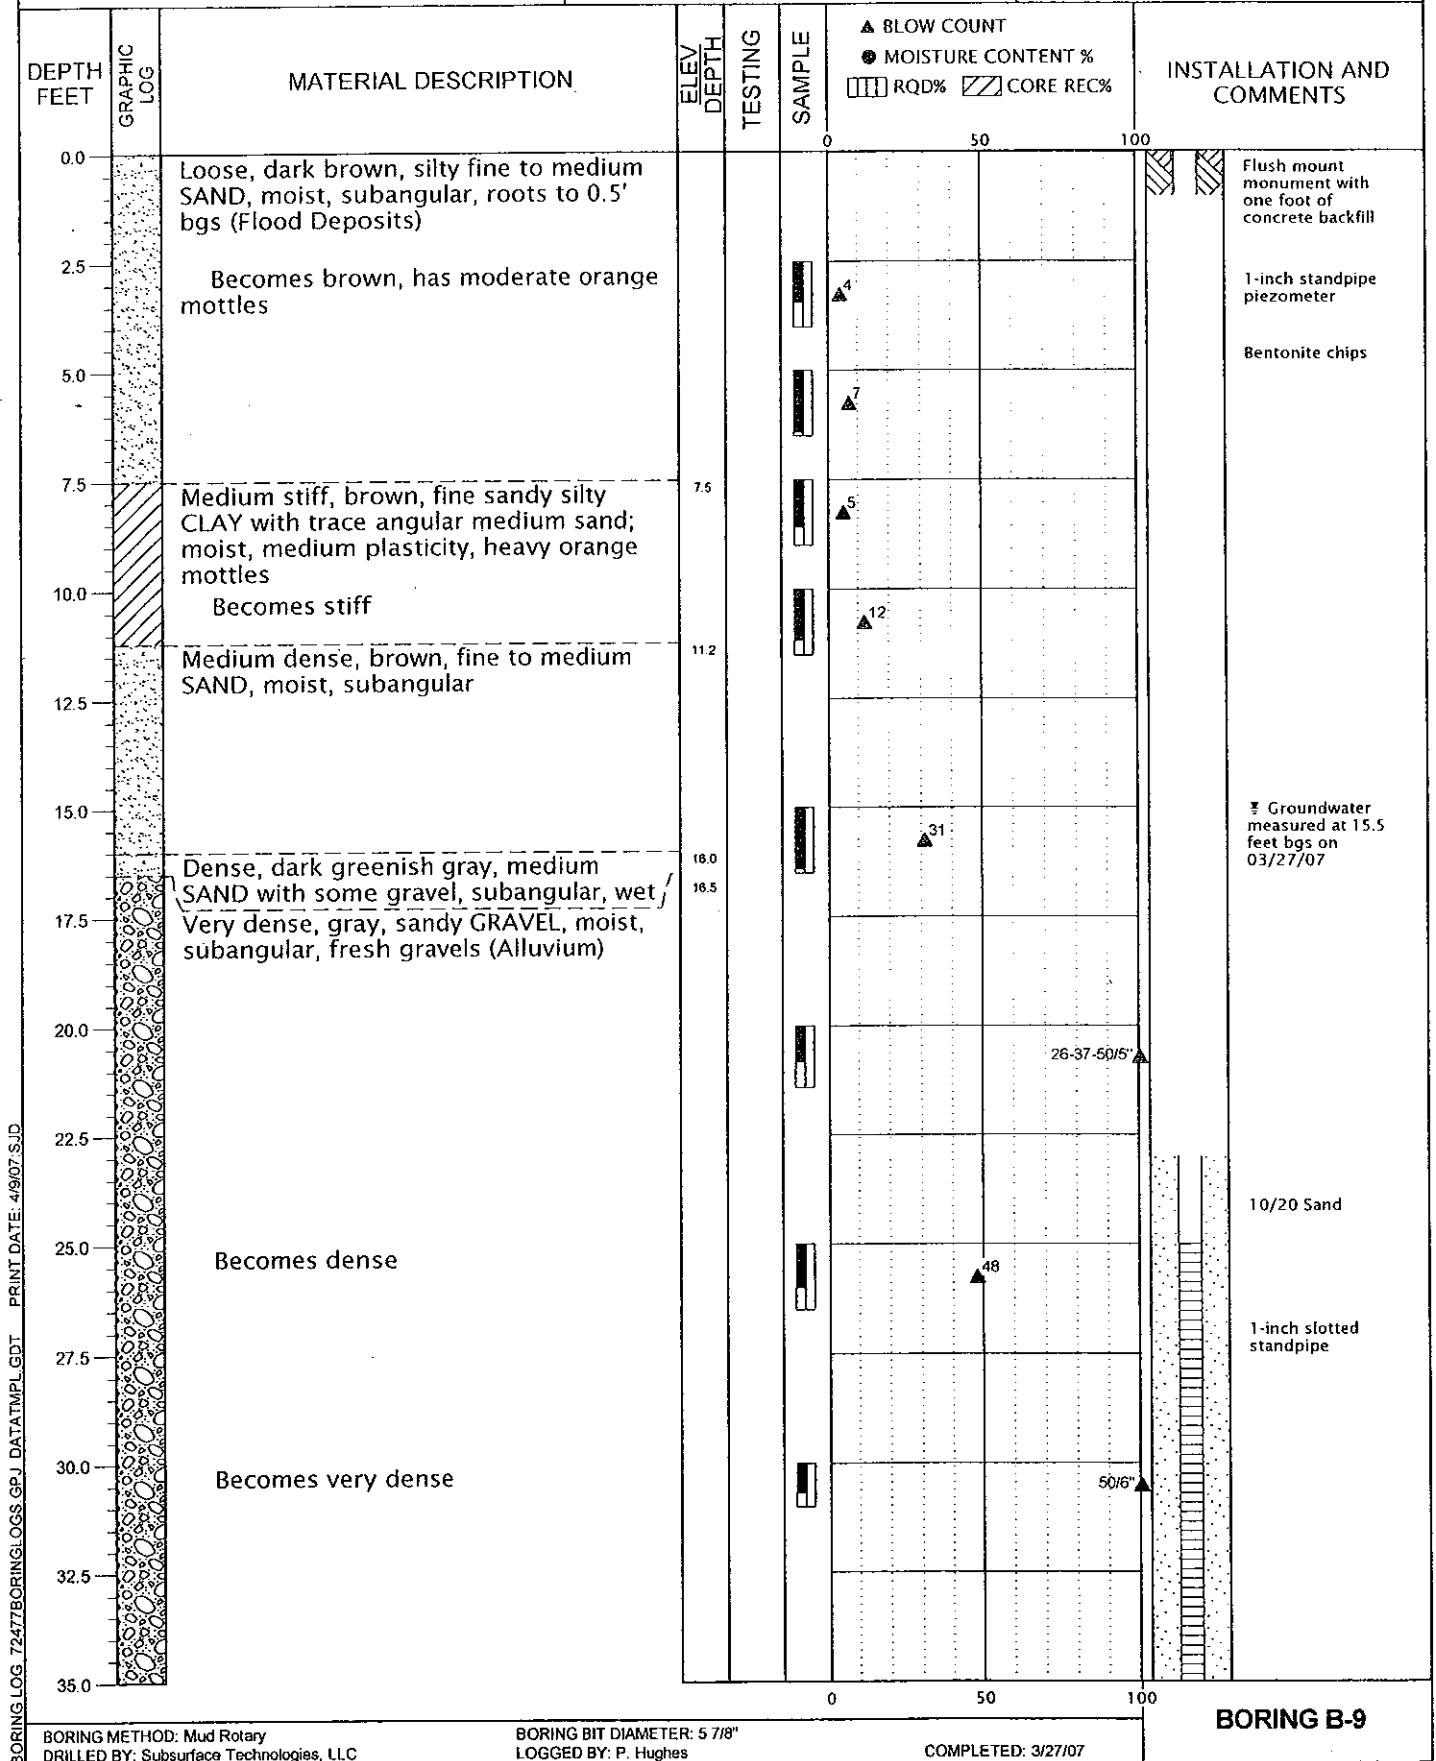 DEPTH FEET
GRAPHIC LOG
MATERIAL DESCRIPTION
ELEV DEPTH
TESTING
SAMPLE
▲ BLOW COUNT
● MOISTURE CONTENT %
RQD% CORE REC%
0 50 100
INSTALLATION AND COMMENTS
0.0
Loose, dark brown, silty fine to medium
SAND, moist, subangular, roots to 0.5'
bgs (Flood Deposits)
Flush mount
monument with
one foot of
concrete backfill
2.5
Becomes brown, has moderate orange
mottles
4
1-inch standpipe
piezometer
Bentonite chips
5.0
7
7.5
Medium stiff, brown, fine sandy silty
CLAY with trace angular medium sand;
moist, medium plasticity, heavy orange
mottles
7.5
5
10.0
Becomes stiff
12
Medium dense, brown, fine to medium
SAND, moist, subangular
11.2
12.5
15.0
31
Groundwater
measured at 15.5
feet bgs on
03/27/07
Dense, dark greenish gray, medium
SAND with some gravel, subangular, wet
16.0
16.5
17.5
Very dense, gray, sandy GRAVEL, moist,
subangular, fresh gravels (Alluvium)
20.0
26-37-50/5"
22.5
10/20 Sand
25.0
Becomes dense
48
1-inch slotted
standpipe
27.5
30.0
Becomes very dense
50/6"
32.5
35.0
0 50 100
BORING LOG 72477BORINGLOGS.GPJ DATATMPL.GDT PRINT DATE: 4/9/07:SJD
BORING METHOD: Mud Rotary
DRILLED BY: Subsurface Technologies, LLC
BORING BIT DIAMETER: 5 7/8"
LOGGED BY: P. Hughes
COMPLETED: 3/27/07
BORING B-9